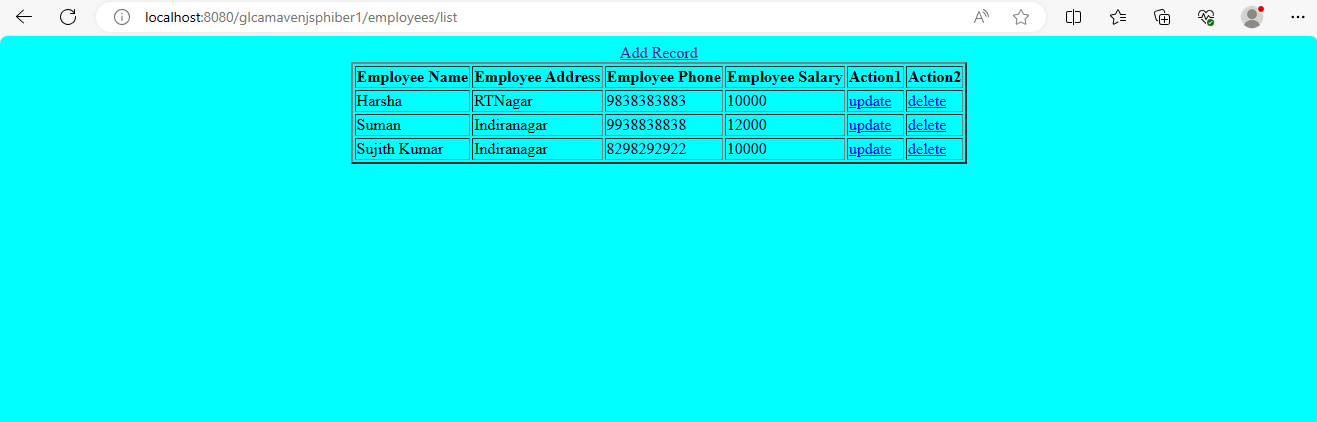 localhost:8080/glcamavenjsphiber1/employees/list
Add Record
Employee Name Employee Address Employee Phone Employee Salary Action1 Action2
Harsha RTNagar 9838383883 10000 update delete
Suman Indiranagar 9938838838 12000 update delete
Sujith Kumar Indiranagar 8298292922 10000 update delete